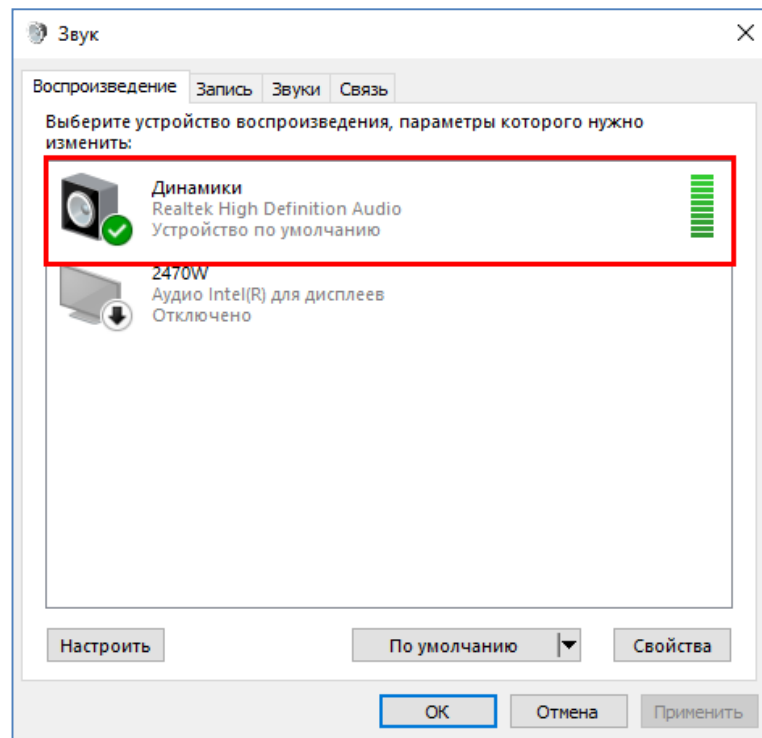 Звук
Воспроизведение Запись Звуки Связь
Выберите устройство воспроизведения, параметры которого нужно
изменить:
Динамики
Realtek High Definition Audio
Устройство по умолчанию
2470W
Аудио Intel(R) для дисплеев
Отключено
Настроить По умолчанию Свойства
ОК Отмена Применить